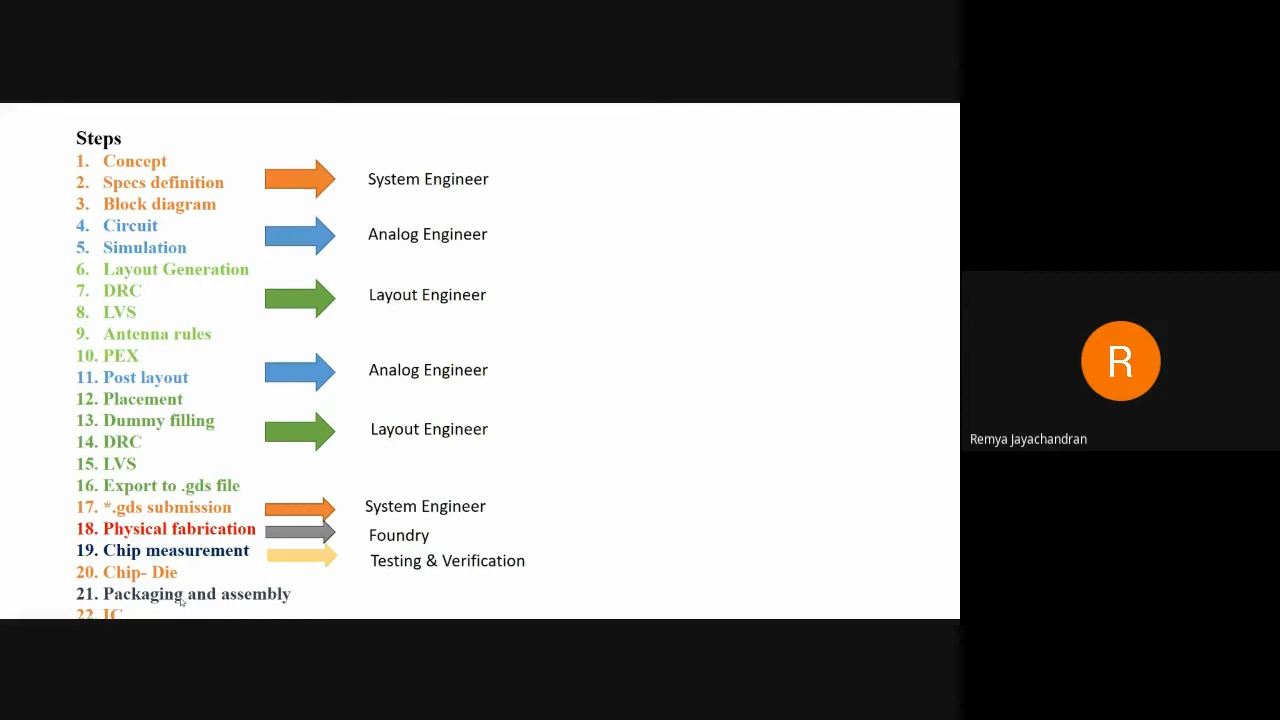 Steps
1. Concept
2. Specs definition
3. Block diagram
4. Circuit
5. Simulation
6. Layout Generation
7. DRC
8. LVS
9. Antenna rules
10. PEX
11. Post layout
12. Placement
13. Dummy filling
14. DRC
15. LVS
16. Export to .gds file
17. *.gds submission
18. Physical fabrication
19. Chip measurement
20. Chip- Die
21. Packaging and assembly
22. IC
System Engineer
Analog Engineer
Layout Engineer
Analog Engineer
Layout Engineer
System Engineer
Foundry
Testing & Verification
R
Remya Jayachandran